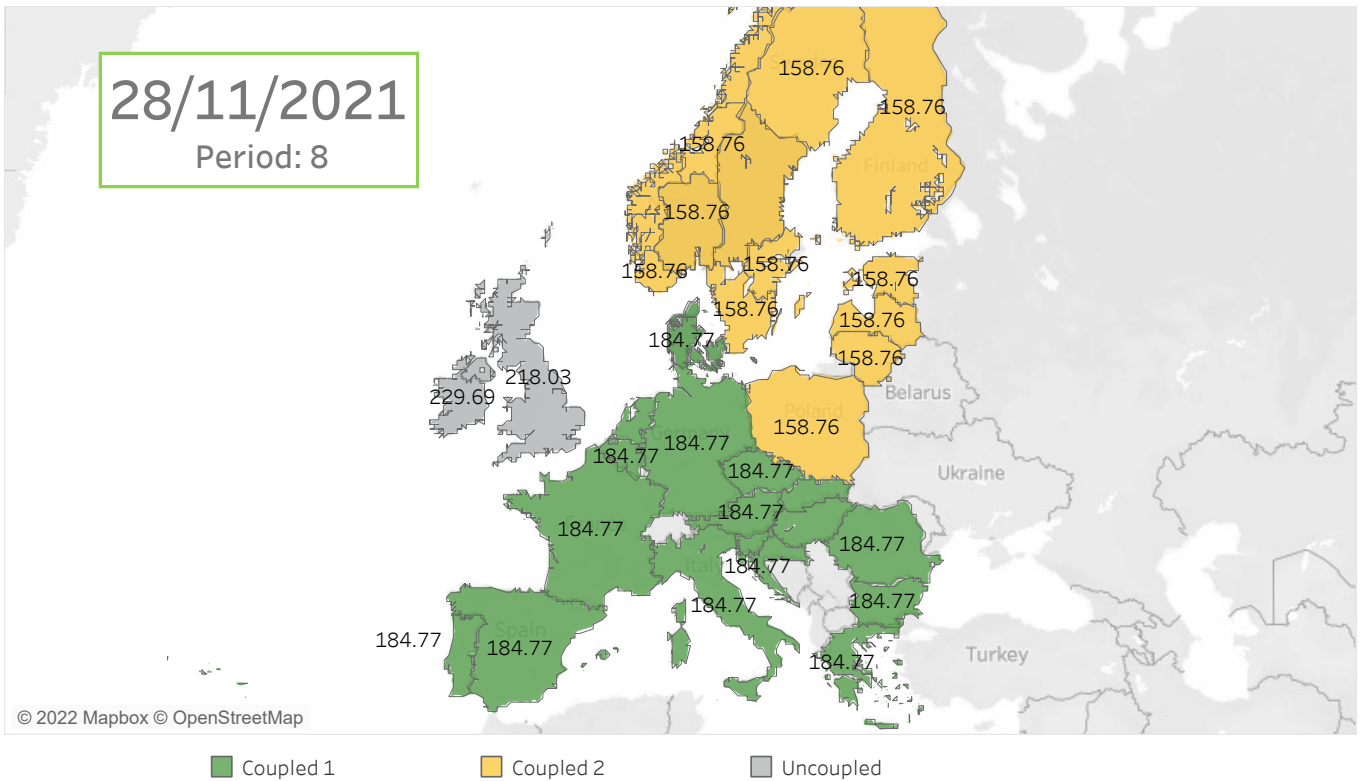 28/11/2021
Period: 8
158.76
158.76
158.76
Finland
158.76
158.76
158.76
158.76
158.76
158.76
184.77
158.76
218.03
229.69
Belarus
Poland
158.76
Germany
184.77
184.77
184.77
Ukraine
184.77
184.77
184.77
Italy
184.77
184.77
184.77
Spain
184.77
184.77
184.77
Turkey
© 2022 Mapbox © OpenStreetMap
Coupled 1
Coupled 2
Uncoupled